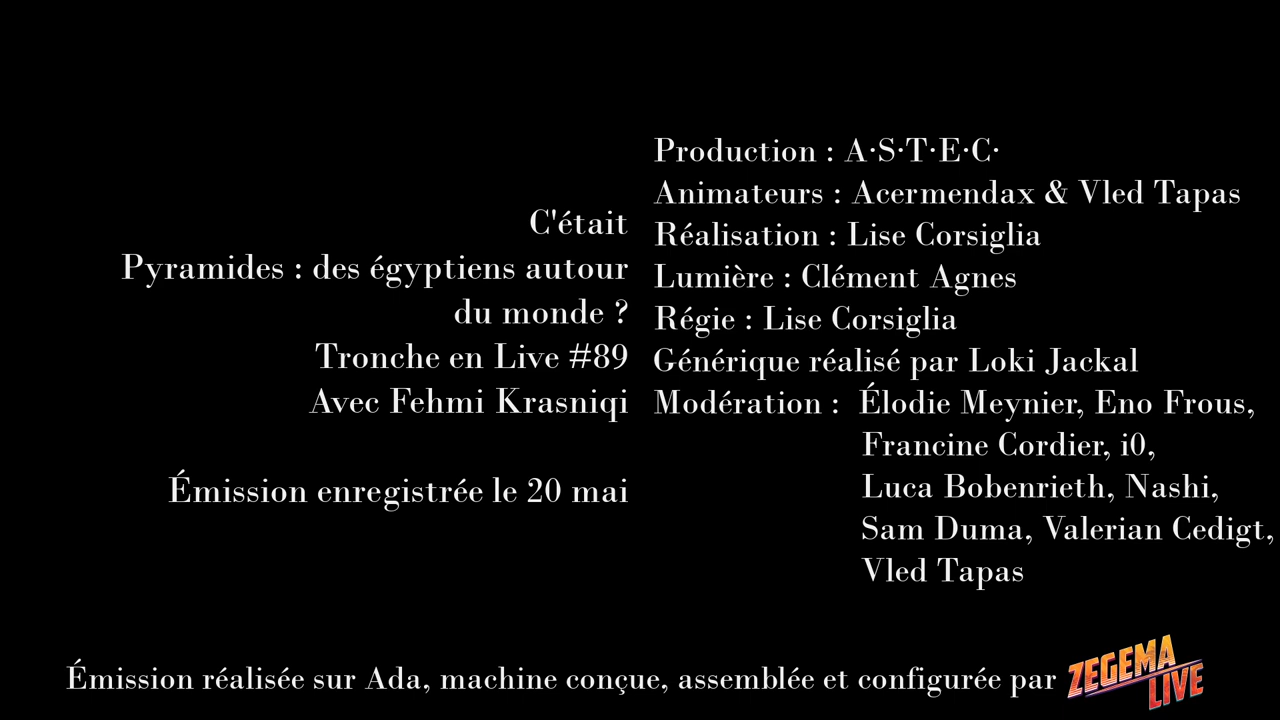 C'était
Pyramides : des égyptiens autour
du monde ?
Tronche en Live #89
Avec Fehmi Krasniqi
Émission enregistrée le 20 mai
Production : A·S·T·E·C·
Animateurs : Acermendax & Vled Tapas
Réalisation : Lise Corsiglia
Lumière : Clément Agnes
Régie : Lise Corsiglia
Générique réalisé par Loki Jackal
Modération : Élodie Meynier, Eno Frous,
Francine Cordier, i0,
Luca Bobenrieth, Nashi,
Sam Duma, Valerian Cedigt,
Vled Tapas
Émission réalisée sur Ada, machine conçue, assemblée et configurée par ZEGEMA LIVE